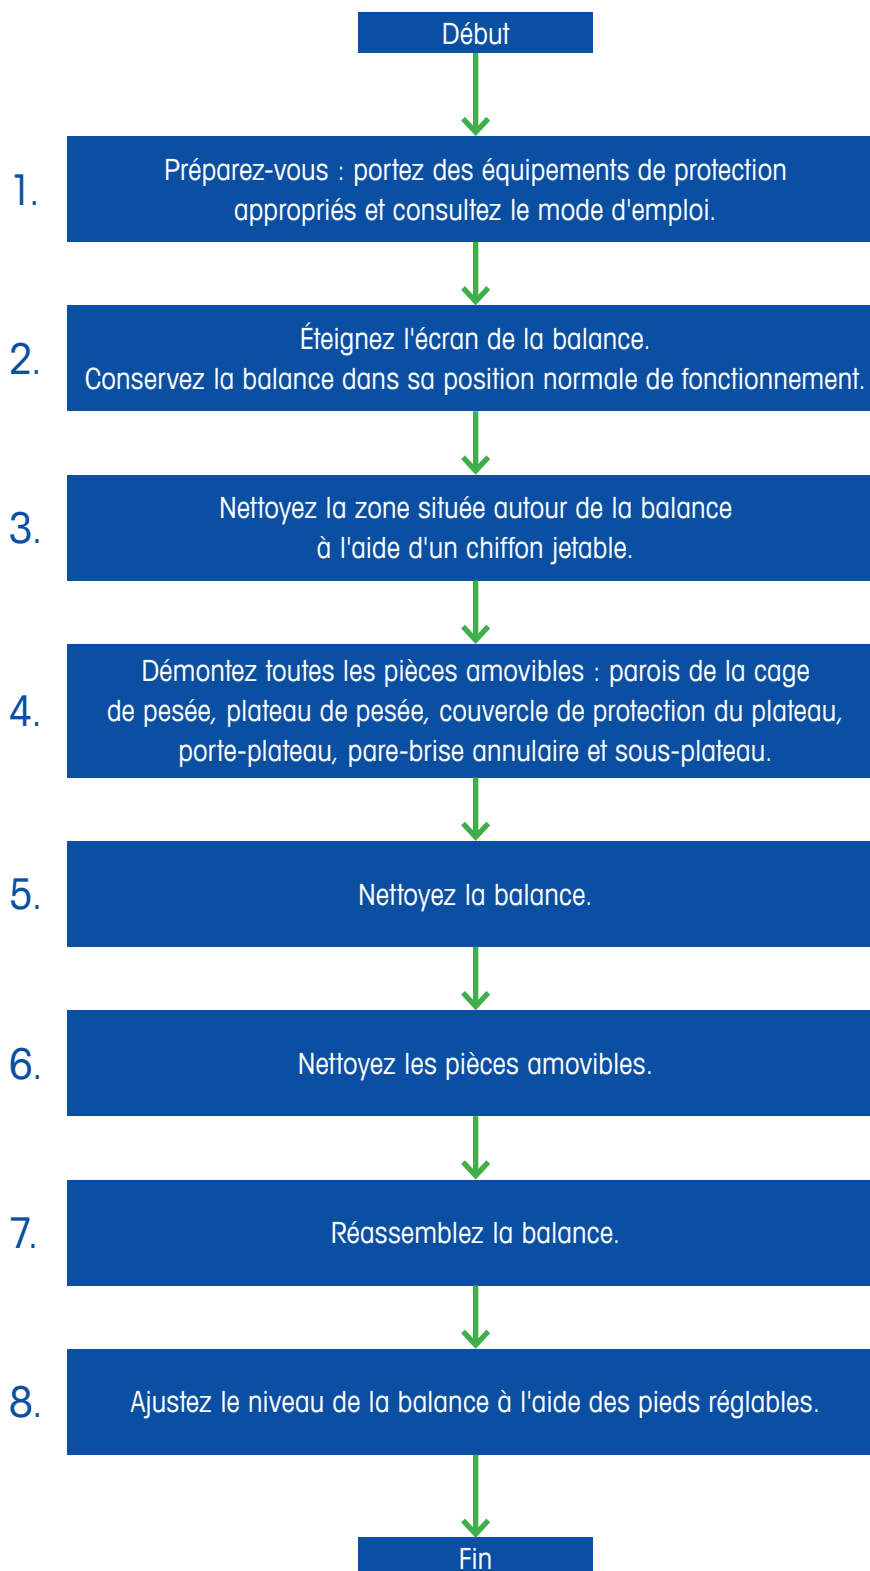 Début
1.
Préparez-vous : portez des équipements de protection
appropriés et consultez le mode d'emploi.
2.
Éteignez l'écran de la balance.
Conservez la balance dans sa position normale de fonctionnement.
3.
Nettoyez la zone située autour de la balance
à l'aide d'un chiffon jetable.
4.
Démontez toutes les pièces amovibles : parois de la cage
de pesée, plateau de pesée, couvercle de protection du plateau,
porte-plateau, pare-brise annulaire et sous-plateau.
5.
Nettoyez la balance.
6.
Nettoyez les pièces amovibles.
7.
Réassemblez la balance.
8.
Ajustez le niveau de la balance à l'aide des pieds réglables.
Fin